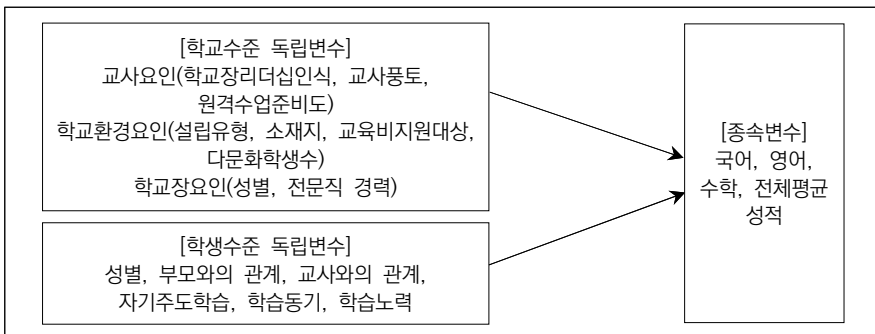 [학교수준 독립변수]
교사요인(학교장리더십인식, 교사풍토,
원격수업준비도)
학교환경요인(설립유형, 소재지, 교육비지원대상,
다문화학생수)
학교장요인(성별, 전문직 경력)
[학생수준 독립변수]
성별, 부모와의 관계, 교사와의 관계,
자기주도학습, 학습동기, 학습노력
[종속변수]
국어, 영어,
수학, 전체평균
성적